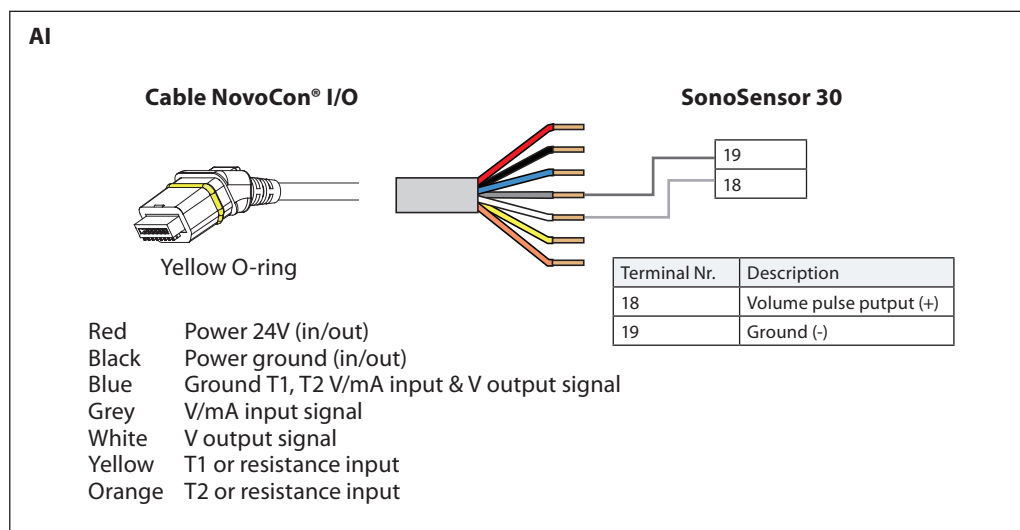 AI
Cable NovoCon® I/O
SonoSensor 30
19
18
Yellow O-ring
Terminal Nr. Description
18 Volume pulse putput (+)
19 Ground (-)
Red Power 24V (in/out)
Black Power ground (in/out)
Blue Ground T1, T2 V/mA input & V output signal
Grey V/mA input signal
White V output signal
Yellow T1 or resistance input
Orange T2 or resistance input